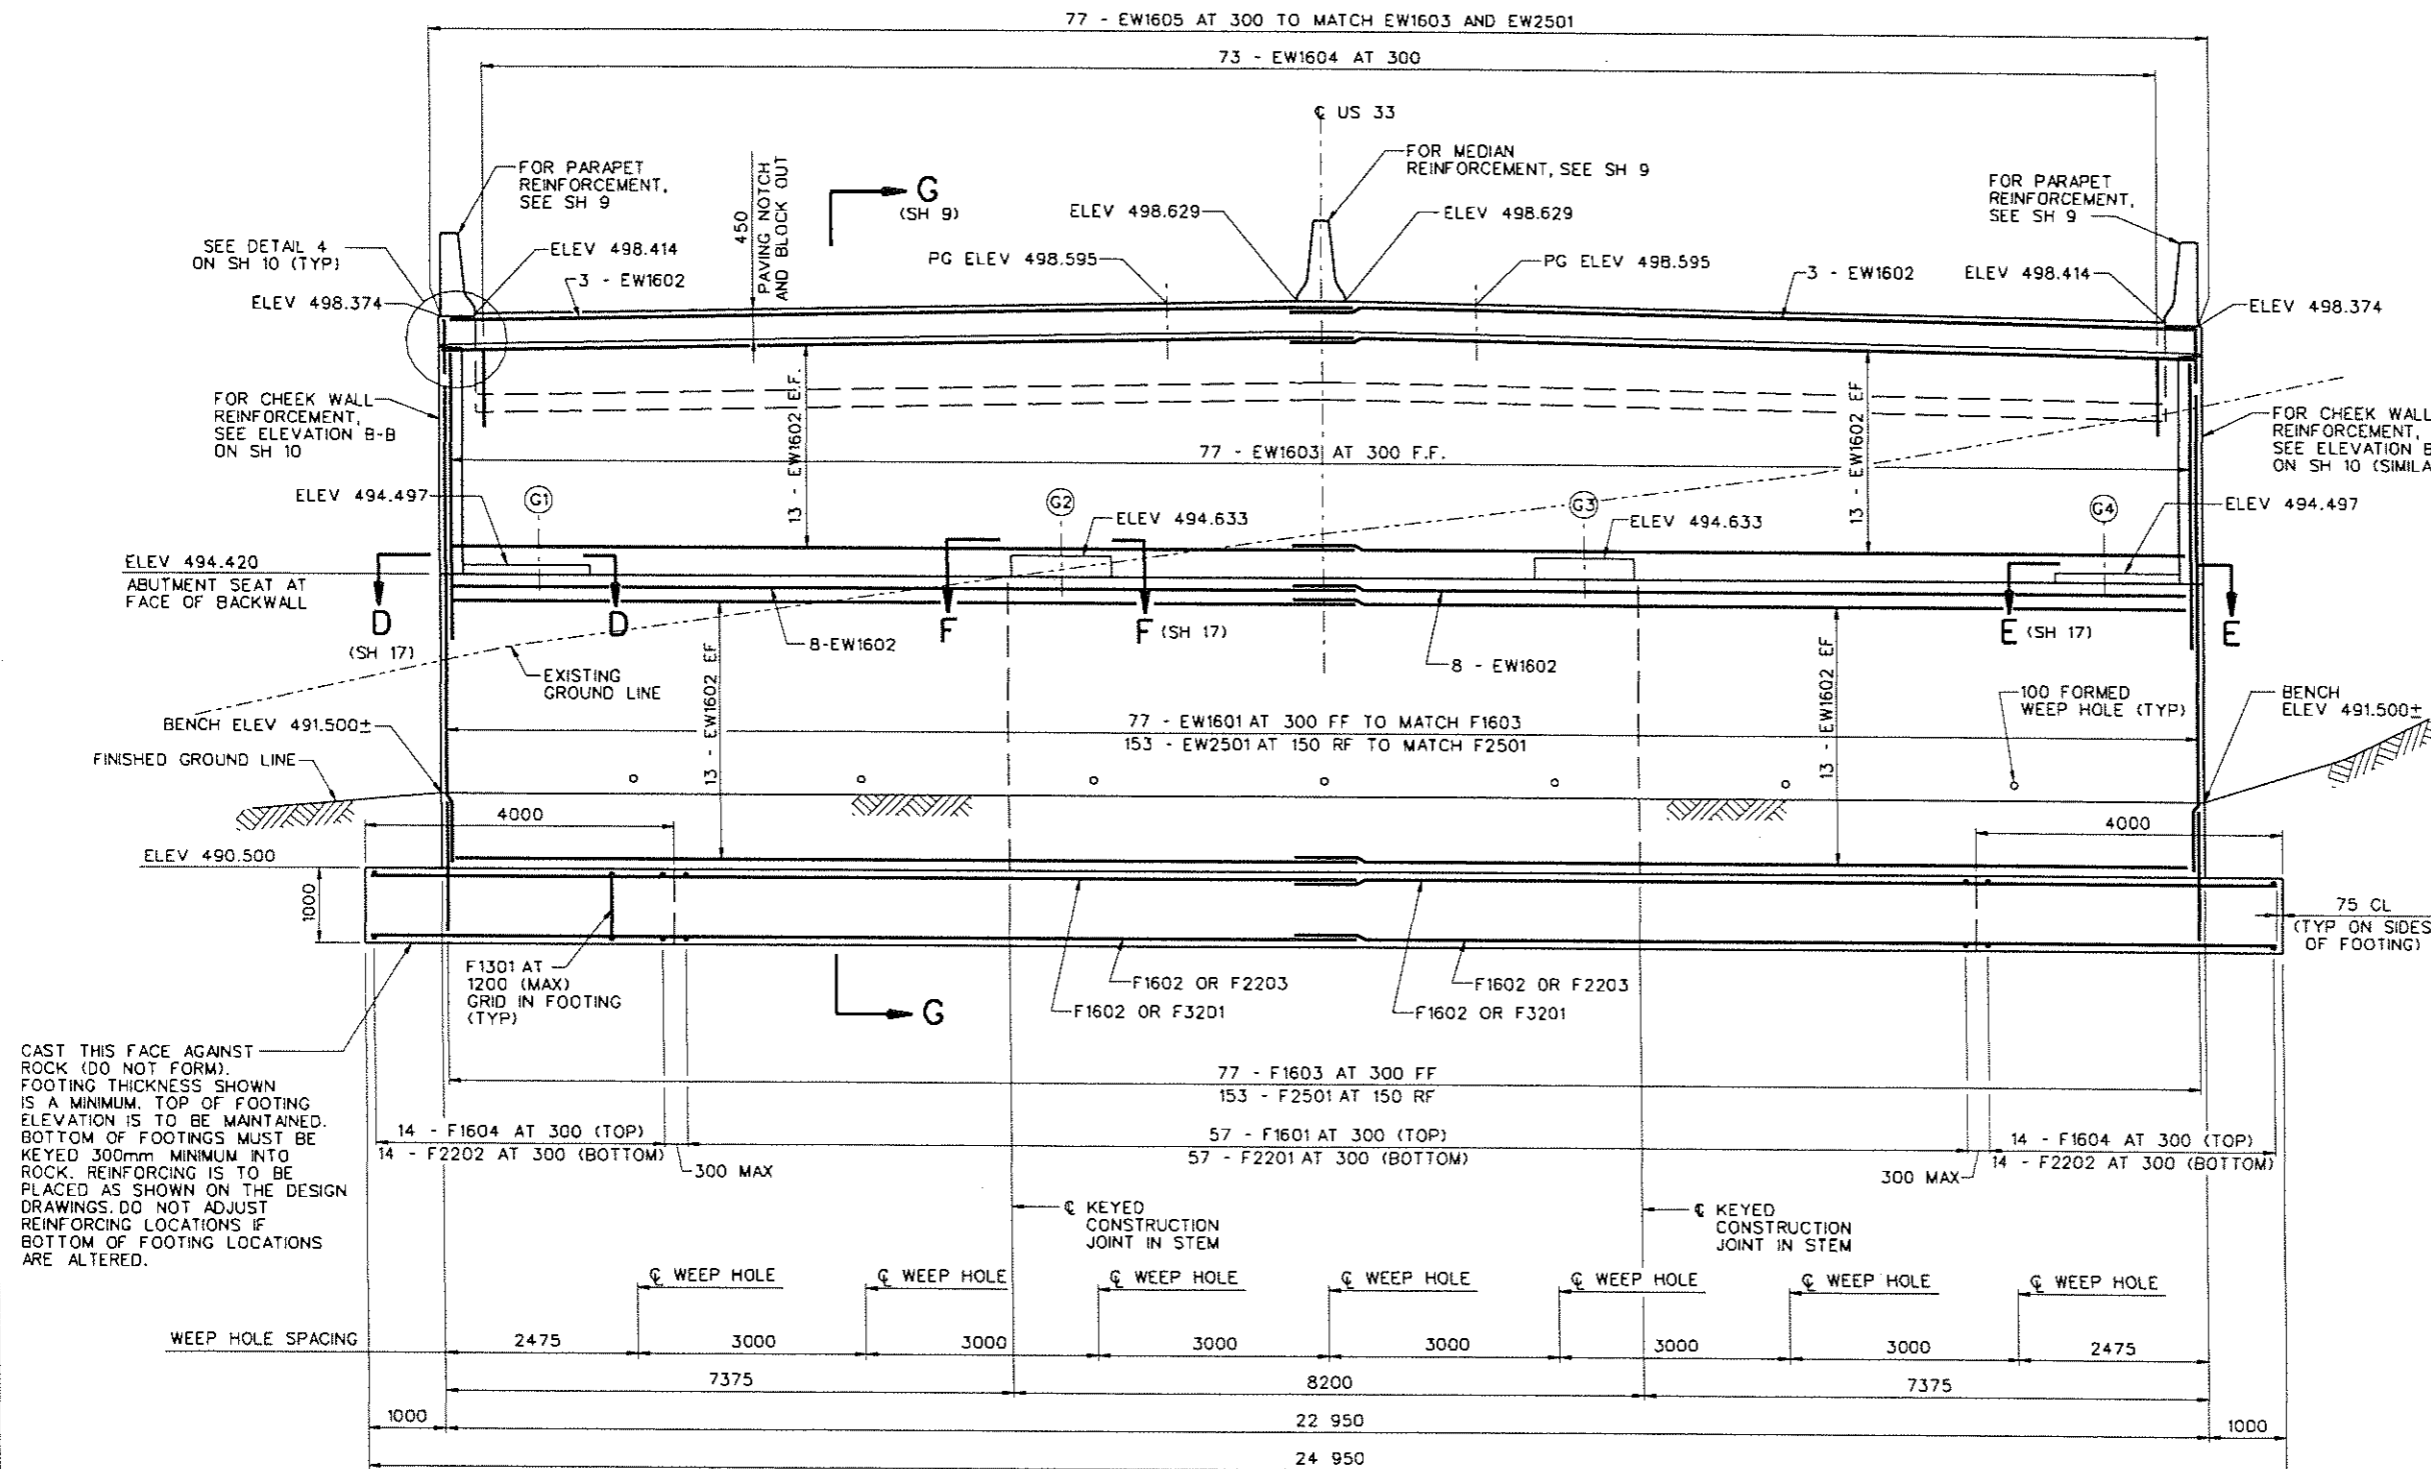 77 - EW1605 AT 300 TO MATCH EW1603 AND EW2501
73 - EW1604 AT 300
℄ US 33
FOR PARAPET
REINFORCEMENT,
SEE SH 9
450
PAVING NOTCH
AND BLOCK OUT
G
(SH 9)
FOR MEDIAN
REINFORCEMENT, SEE SH 9
FOR PARAPET
REINFORCEMENT,
SEE SH 9
SEE DETAIL 4
ON SH 10 (TYP)
ELEV 498.414
3 - EW1602
ELEV 498.374
ELEV 498.629
ELEV 498.629
PG ELEV 498.595
PG ELEV 498.595
3 - EW1602
ELEV 498.414
ELEV 498.374
FOR CHEEK WALL
REINFORCEMENT,
SEE ELEVATION B-B
ON SH 10
13 - EW1602 E.F.
77 - EW1603 AT 300 F.F.
13 - EW1602 EF
FOR CHEEK WALL
REINFORCEMENT,
SEE ELEVATION B
ON SH 10 (SIMILA
ELEV 494.497
G1
G2
ELEV 494.633
G3
ELEV 494.633
G4
ELEV 494.497
ELEV 494.420
ABUTMENT SEAT AT
FACE OF BACKWALL
D
D
(SH 17)
F
F (SH 17)
E (SH 17)
E
8-EW1602
8 - EW1602
EXISTING
GROUND LINE
13 - EW1602 EF
13 - EW1602 EF
BENCH ELEV 491.500±
77 - EW1601 AT 300 FF TO MATCH F1603
153 - EW2501 AT 150 RF TO MATCH F2501
100 FORMED
WEEP HOLE (TYP)
BENCH
ELEV 491.500±
FINISHED GROUND LINE
4000
4000
ELEV 490.500
1000
75 CL
(TYP ON SIDES
OF FOOTING)
F1301 AT
1200 (MAX)
GRID IN FOOTING
(TYP)
F1602 OR F2203
F1602 OR F3201
F1602 OR F2203
F1602 OR F3201
G
CAST THIS FACE AGAINST
ROCK (DO NOT FORM).
FOOTING THICKNESS SHOWN
IS A MINIMUM. TOP OF FOOTING
ELEVATION IS TO BE MAINTAINED.
BOTTOM OF FOOTINGS MUST BE
KEYED 300mm MINIMUM INTO
ROCK. REINFORCING IS TO BE
PLACED AS SHOWN ON THE DESIGN
DRAWINGS. DO NOT ADJUST
REINFORCING LOCATIONS IF
BOTTOM OF FOOTING LOCATIONS
ARE ALTERED.
77 - F1603 AT 300 FF
153 - F2501 AT 150 RF
14 - F1604 AT 300 (TOP)
14 - F2202 AT 300 (BOTTOM)
300 MAX
57 - F1601 AT 300 (TOP)
57 - F2201 AT 300 (BOTTOM)
14 - F1604 AT 300 (TOP)
14 - F2202 AT 300 (BOTTOM)
300 MAX
℄ KEYED
CONSTRUCTION
JOINT IN STEM
℄ KEYED
CONSTRUCTION
JOINT IN STEM
℄ WEEP HOLE
℄ WEEP HOLE
℄ WEEP HOLE
℄ WEEP HOLE
℄ WEEP HOLE
℄ WEEP HOLE
℄ WEEP HOLE
WEEP HOLE SPACING
2475
3000
3000
3000
3000
3000
3000
2475
7375
8200
7375
1000
22 950
1000
24 950